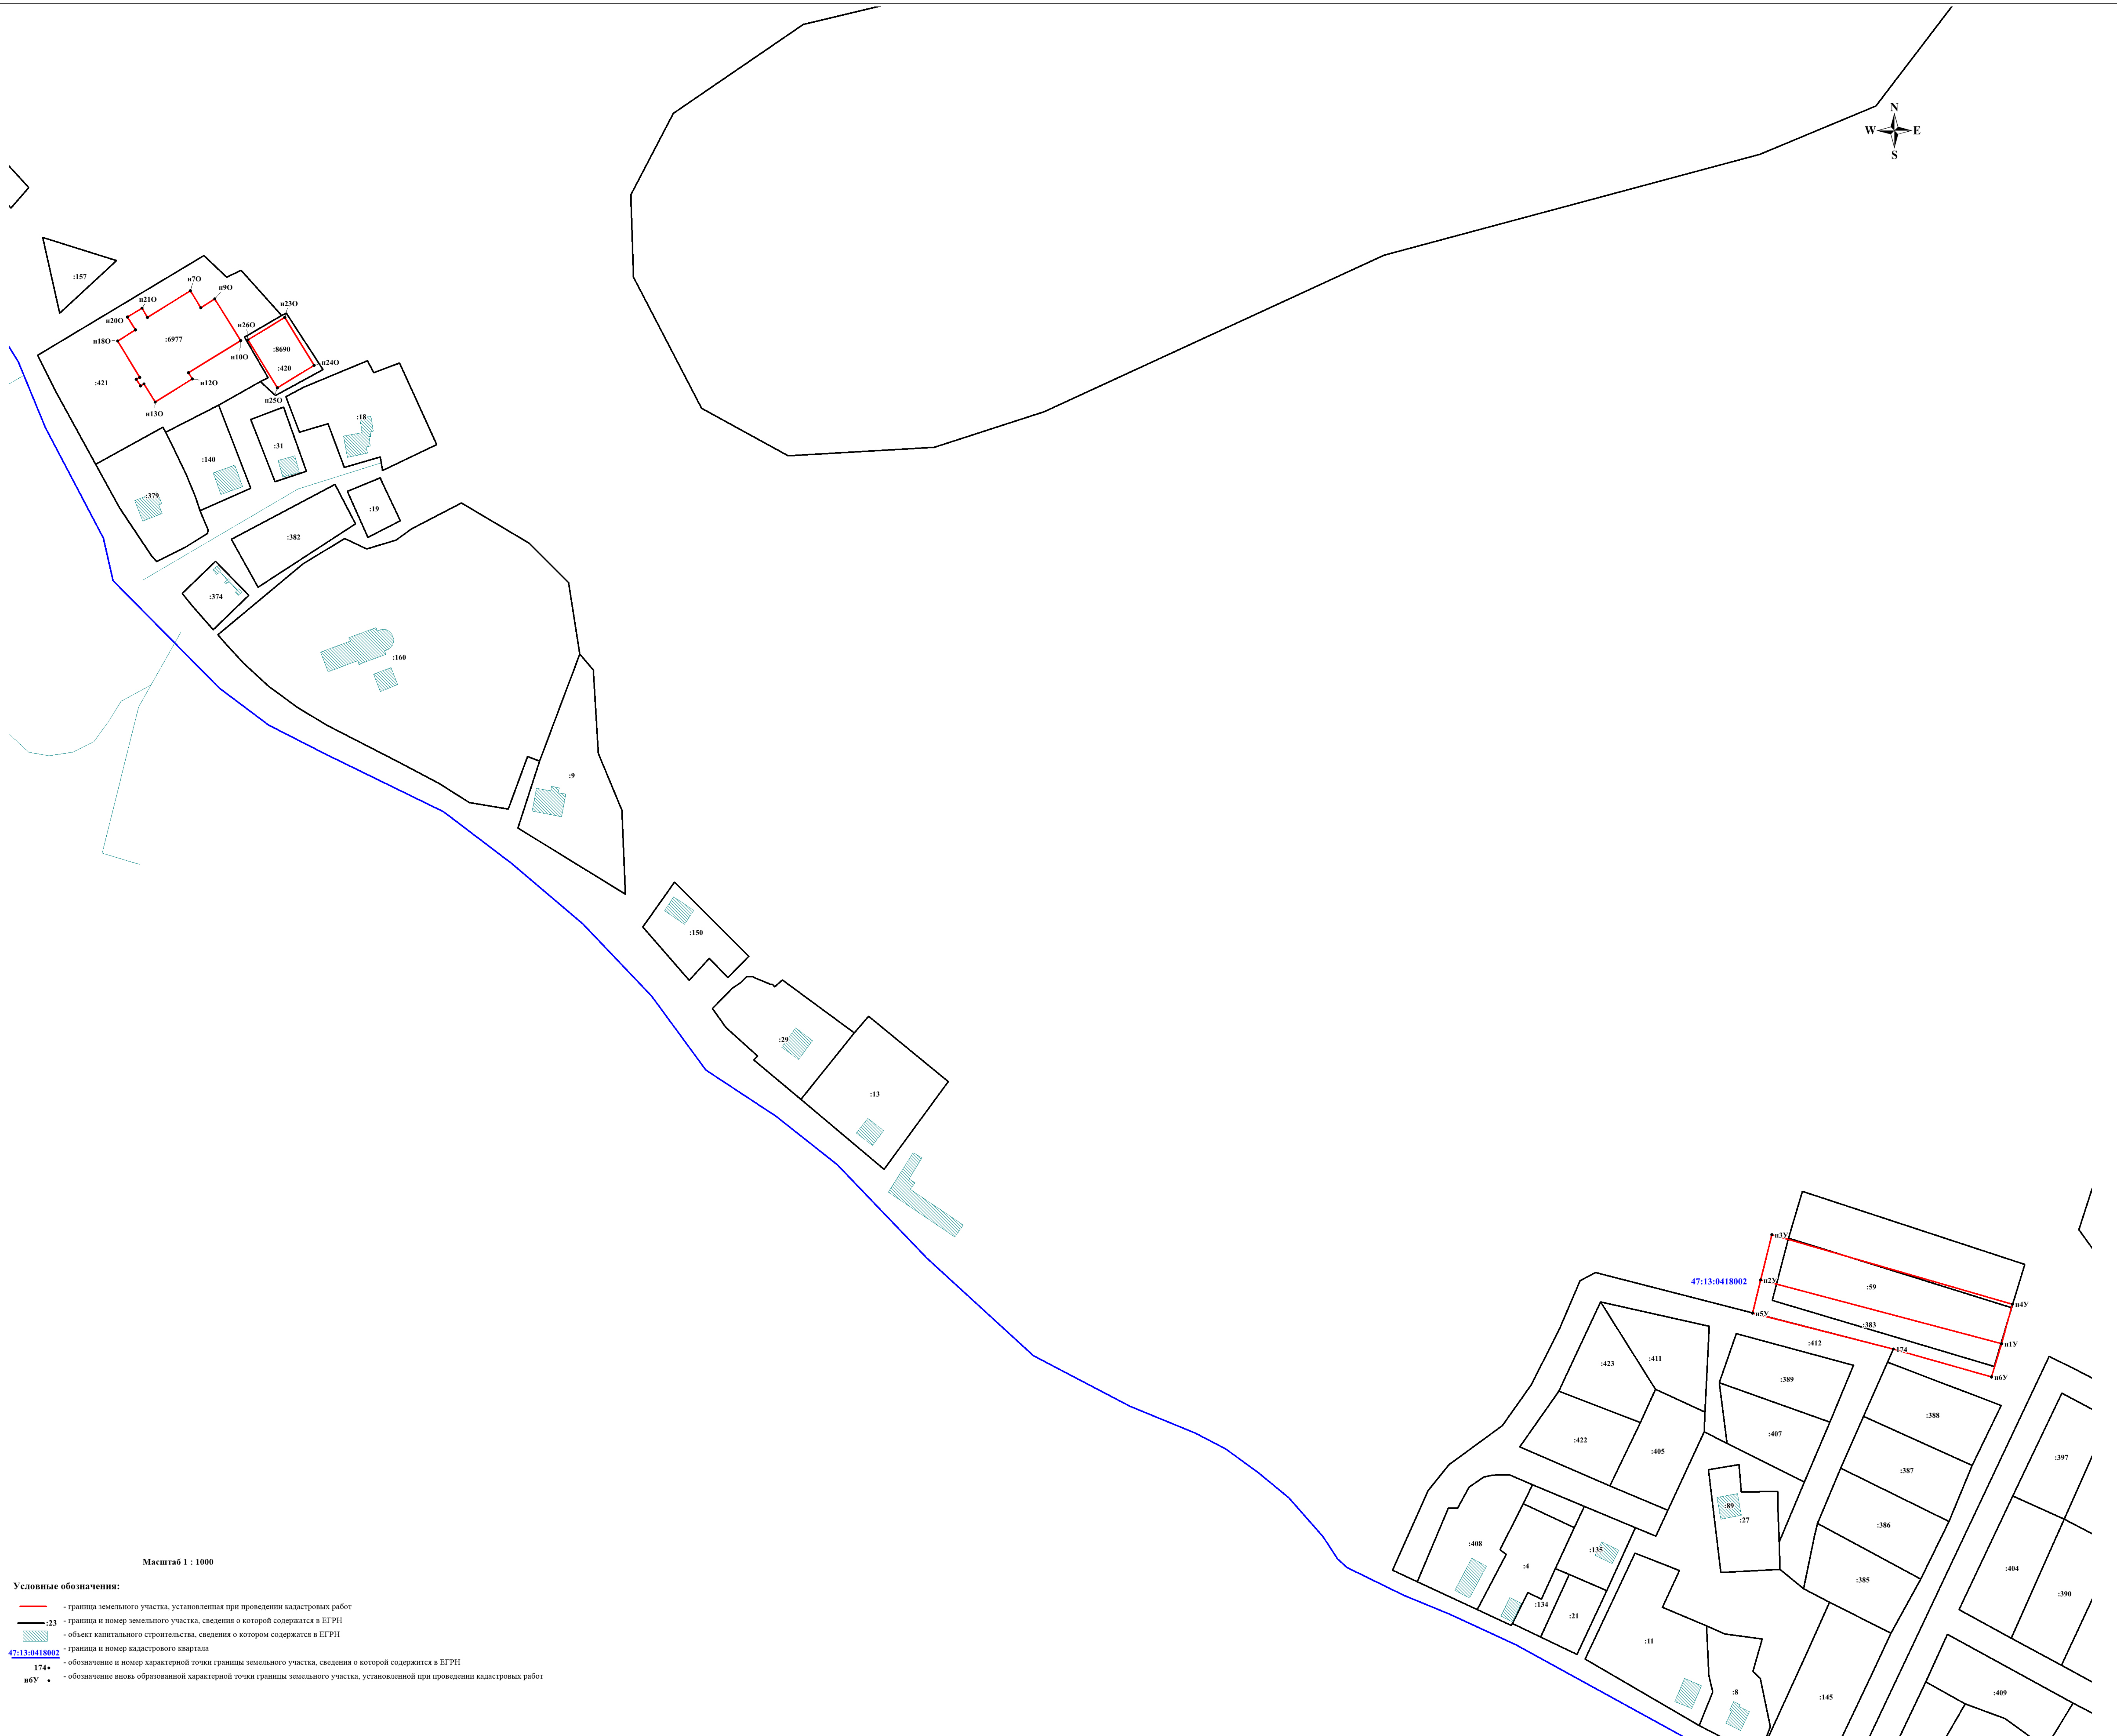 N
W E
S
:157
н7О
н9О
н21О
н20О
н23О
н26О
н18О
:6977
:8690
н10О
н24О
:420
:421
н12О
н25О
н13О
:18
:31
:140
:379
:19
:382
:374
:160
:9
:150
:29
:13
н3У
47:13:0418002
н2У
:59
н4У
н5У
:383
:412
н1У
174
:423
:411
:389
н6У
:388
:422
:405
:407
:397
:387
:89
:27
:386
:408
:135
:4
:404
:385
:390
:134
:21
:11
:8
:145
:409
Масштаб 1 : 1000
Условные обозначения:
- граница земельного участка, установленная при проведении кадастровых работ
:23 - граница и номер земельного участка, сведения о которой содержатся в ЕГРН
- объект капитального строительства, сведения о котором содержатся в ЕГРН
47:13:0418002 - граница и номер кадастрового квартала
174 - обозначение и номер характерной точки границы земельного участка, сведения о которой содержится в ЕГРН
н6У - обозначение вновь образованной характерной точки границы земельного участка, установленной при проведении кадастровых работ